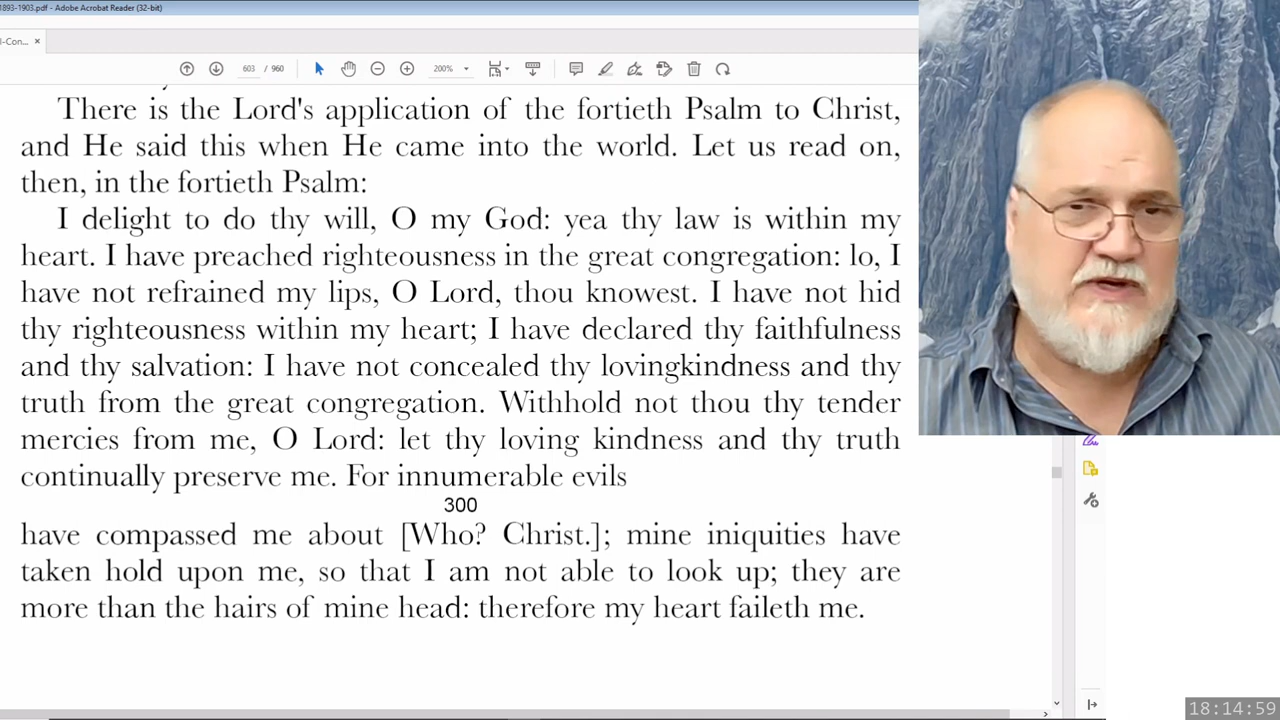 1893-1903.pdf - Adobe Acrobat Reader (32-bit)
l-Con... ×
603 / 960 200%
There is the Lord's application of the fortieth Psalm to Christ,
and He said this when He came into the world. Let us read on,
then, in the fortieth Psalm:
I delight to do thy will, O my God: yea thy law is within my
heart. I have preached righteousness in the great congregation: lo, I
have not refrained my lips, O Lord, thou knowest. I have not hid
thy righteousness within my heart; I have declared thy faithfulness
and thy salvation: I have not concealed thy lovingkindness and thy
truth from the great congregation. Withhold not thou thy tender
mercies from me, O Lord: let thy loving kindness and thy truth
continually preserve me. For innumerable evils
300
have compassed me about [Who? Christ.]; mine iniquities have
taken hold upon me, so that I am not able to look up; they are
more than the hairs of mine head: therefore my heart faileth me.
18:14:59